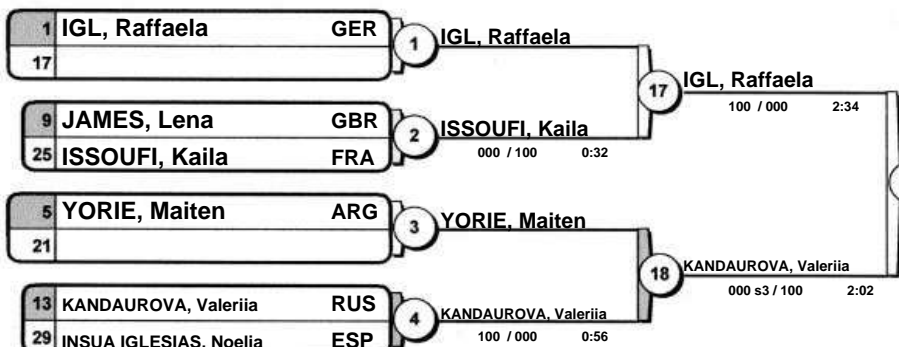 1 IGL, Raffaela GER
17
1
IGL, Raffaela
9 JAMES, Lena GBR
25 ISSOUFI, Kaila FRA
2
ISSOUFI, Kaila
000 / 100 0:32
17
IGL, Raffaela
100 / 000 2:34
5 YORIE, Maiten ARG
21
3
YORIE, Maiten
13 KANDAUROVA, Valeriia RUS
29 INSUA IGLESIAS, Noelia ESP
4
KANDAUROVA, Valeriia
100 / 000 0:56
18
KANDAUROVA, Valeriia
000 s3 / 100 2:02